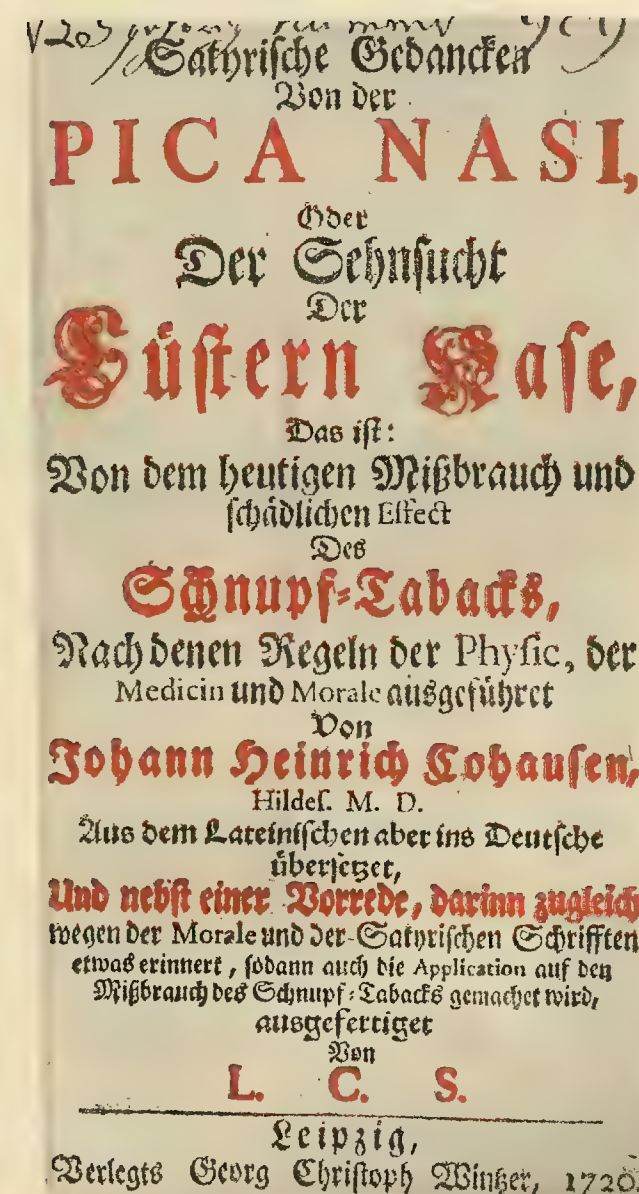 Satyrische Gedancken
Von der
PICA NASI,
Oder
Der Sehnsucht
Der
Lüstern Nase,
Das ist:
Von dem heutigen Mißbrauch und
schädlichen Effect
Des
Schnupf-Tabacks,
Nach denen Regeln der Physic, der
Medicin und Morale ausgeführet
Von
Johann Heinrich Cohausen,
Hildes. M. D.
Aus dem Lateinischen aber ins Deutsche
übersetzet,
Und nebst einer Vorrede, darinn zugleich
wegen der Morale und der Satyrischen Schrifften
etwas erinnert, sodann auch die Application auf den
Mißbrauch des Schnupf-Tabacks gemachet wird,
ausgefertiget
Von
L. C. S.
Leipzig,
Verlegts Georg Christoph Wintzer, 1720.